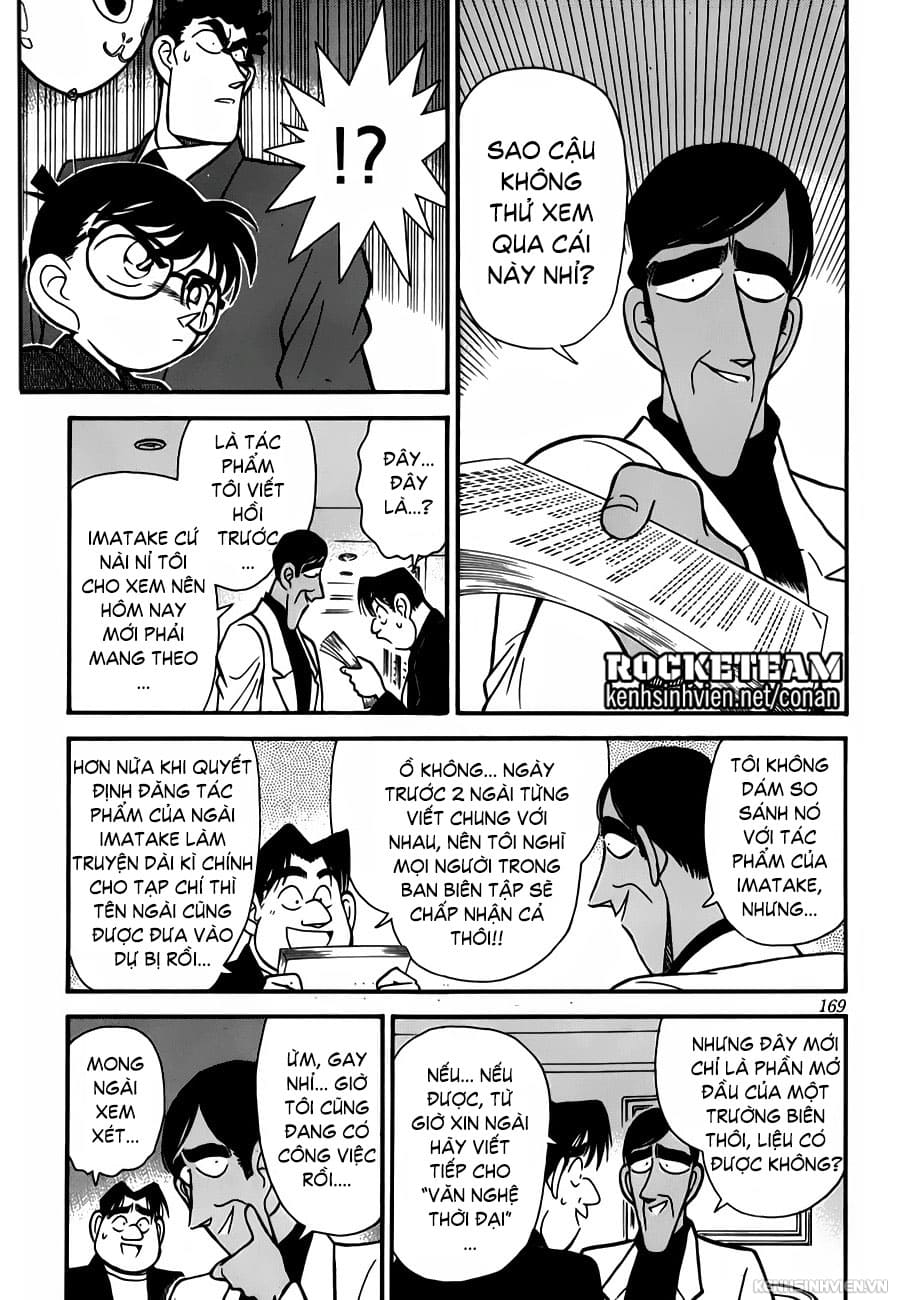 SAO CẬU
KHÔNG
THỬ XEM
QUA CÁI
NÀY NHỈ?
!?
ROCKETEAM
kenhsinhvien.net/conan
ĐÂY...
ĐÂY
LÀ...?
LÀ TÁC
PHẨM
TÔI VIẾT
HỒI
TRƯỚC
...
IMATAKE CỨ
NÀI NỈ TÔI
CHO XEM NÊN
HÔM NAY
MỚI PHẢI
MANG THEO
...
TÔI KHÔNG
DÁM SO
SÁNH NÓ
VỚI TÁC
PHẨM CỦA
IMATAKE,
NHƯNG...
Ồ KHÔNG... NGÀY
TRƯỚC 2 NGÀI TỪNG
VIẾT CHUNG VỚI
NHAU, NÊN TÔI NGHĨ
MỌI NGƯỜI TRONG
BAN BIÊN TẬP SẼ
CHẤP NHẬN CẢ
THÔI!!
HƠN NỮA KHI QUYẾT
ĐỊNH ĐĂNG TÁC
PHẨM CỦA NGÀI
IMATAKE LÀM
TRUYỆN DÀI KÌ CHÍNH
CHO TẠP CHÍ THÌ
TÊN NGÀI CŨNG
ĐƯỢC ĐƯA VÀO
DỰ BỊ RỒI...
169
NHƯNG ĐÂY MỚI
CHỈ LÀ PHẦN MỞ
ĐẦU CỦA MỘT
TRƯỜNG BIÊN
THÔI, LIỆU CÓ
ĐƯỢC KHÔNG?
NẾU... NẾU
ĐƯỢC, TỪ
GIỜ XIN NGÀI
HÃY VIẾT
TIẾP CHO
"VĂN NGHỆ
THỜI ĐẠI"
...
ỪM, GAY
NHỈ... GIỜ
TÔI CŨNG
ĐANG CÓ
CÔNG VIỆC
RỒI....
MONG
NGÀI
XEM
XÉT...
KENHSINHVIEN.VN